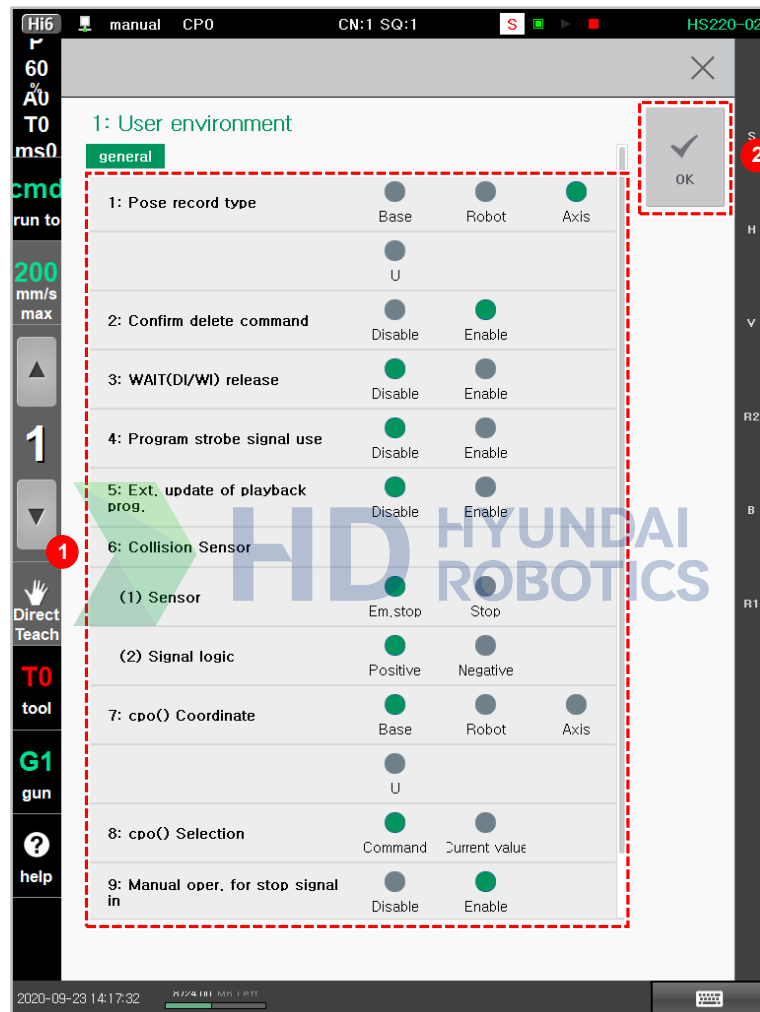 Hi6 manual CP0 CN:1 SQ:1 S HS220-02
P
60
%
A0
T0
ms0
cmd
run to
200
mm/s
max
1
1
Direct
Teach
T0
tool
G1
gun
?
help
1: User environment
general
1: Pose record type
Base Robot Axis
U
2: Confirm delete command
Disable Enable
3: WAIT(DI/WI) release
Disable Enable
4: Program strobe signal use
Disable Enable
5: Ext. update of playback
prog.
Disable Enable
6: Collision Sensor
(1) Sensor
Em.stop Stop
(2) Signal logic
Positive Negative
7: cpo() Coordinate
Base Robot Axis
U
8: cpo() Selection
Command Current value
9: Manual oper. for stop signal
in
Disable Enable
HD HYUNDAI
ROBOTICS
OK
2
S
H
V
R2
B
R1
2020-09-23 14:17:32